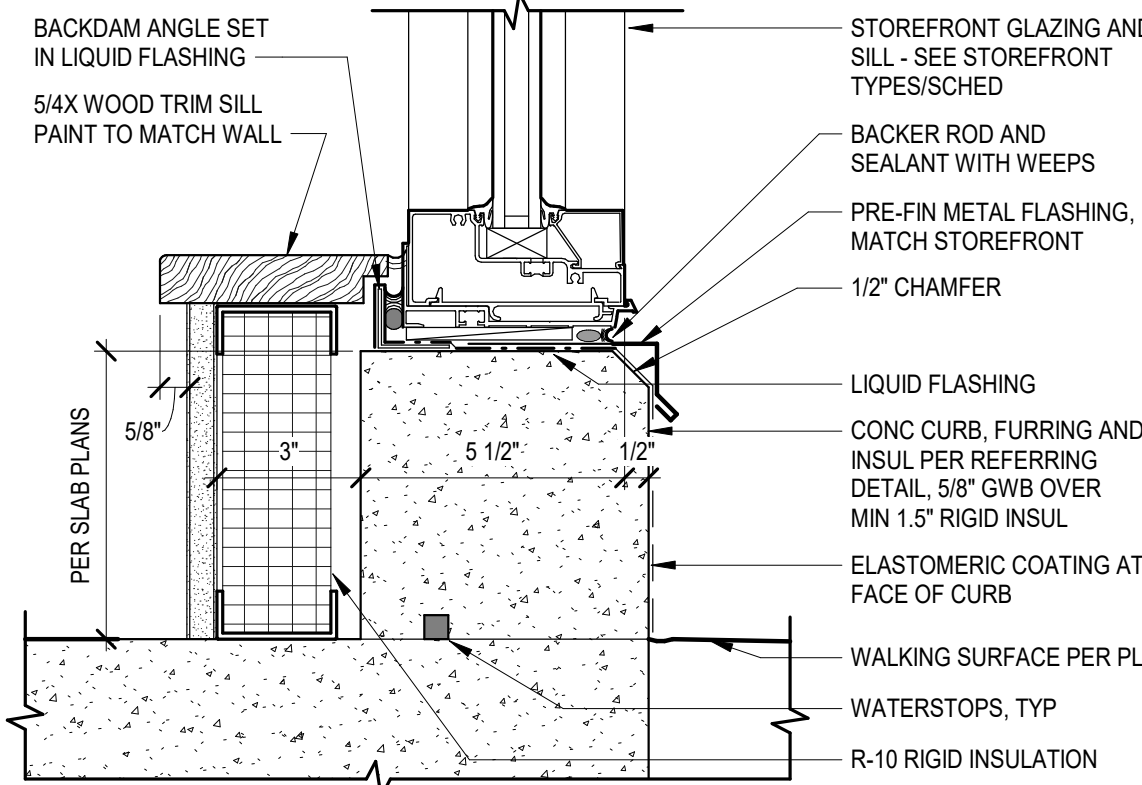 BACKDAM ANGLE SET
IN LIQUID FLASHING
5/4X WOOD TRIM SILL
PAINT TO MATCH WALL
STOREFRONT GLAZING AND
SILL - SEE STOREFRONT
TYPES/SCHED
BACKER ROD AND
SEALANT WITH WEEPS
PRE-FIN METAL FLASHING,
MATCH STOREFRONT
1/2" CHAMFER
LIQUID FLASHING
CONC CURB, FURRING AND
INSUL PER REFERRING
DETAIL, 5/8" GWB OVER
MIN 1.5" RIGID INSUL
ELASTOMERIC COATING AT
FACE OF CURB
WALKING SURFACE PER PL
WATERSTOPS, TYP
R-10 RIGID INSULATION
PER SLAB PLANS
5/8"
3"
5 1/2"
1/2"